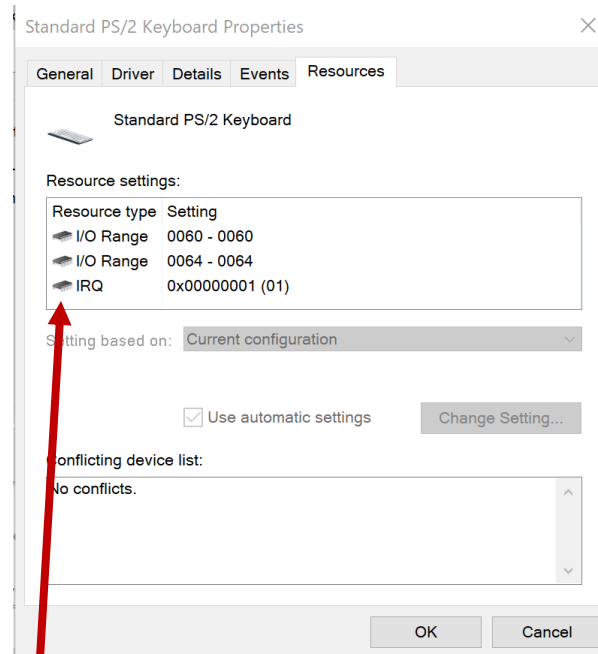 Standard PS/2 Keyboard Properties
General Driver Details Events Resources
Standard PS/2 Keyboard
Resource settings:
Resource type Setting
I/O Range 0060 - 0060
I/O Range 0064 - 0064
IRQ 0x00000001 (01)
Setting based on: Current configuration
Use automatic settings Change Setting...
Conflicting device list:
No conflicts.
OK Cancel